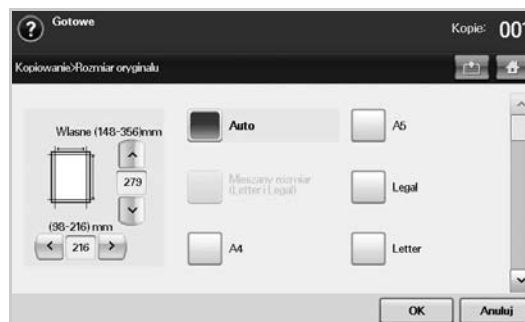 ?
Gotowe
Kopie: 001
Kopiowanie>Rozmiar oryginału
Wlasne (148-356)mm
279
(98-216) mm
216
Auto
A5
Mieszany rozmiar
(Letter i Legal)
Legal
A4
Letter
OK
Anuluj